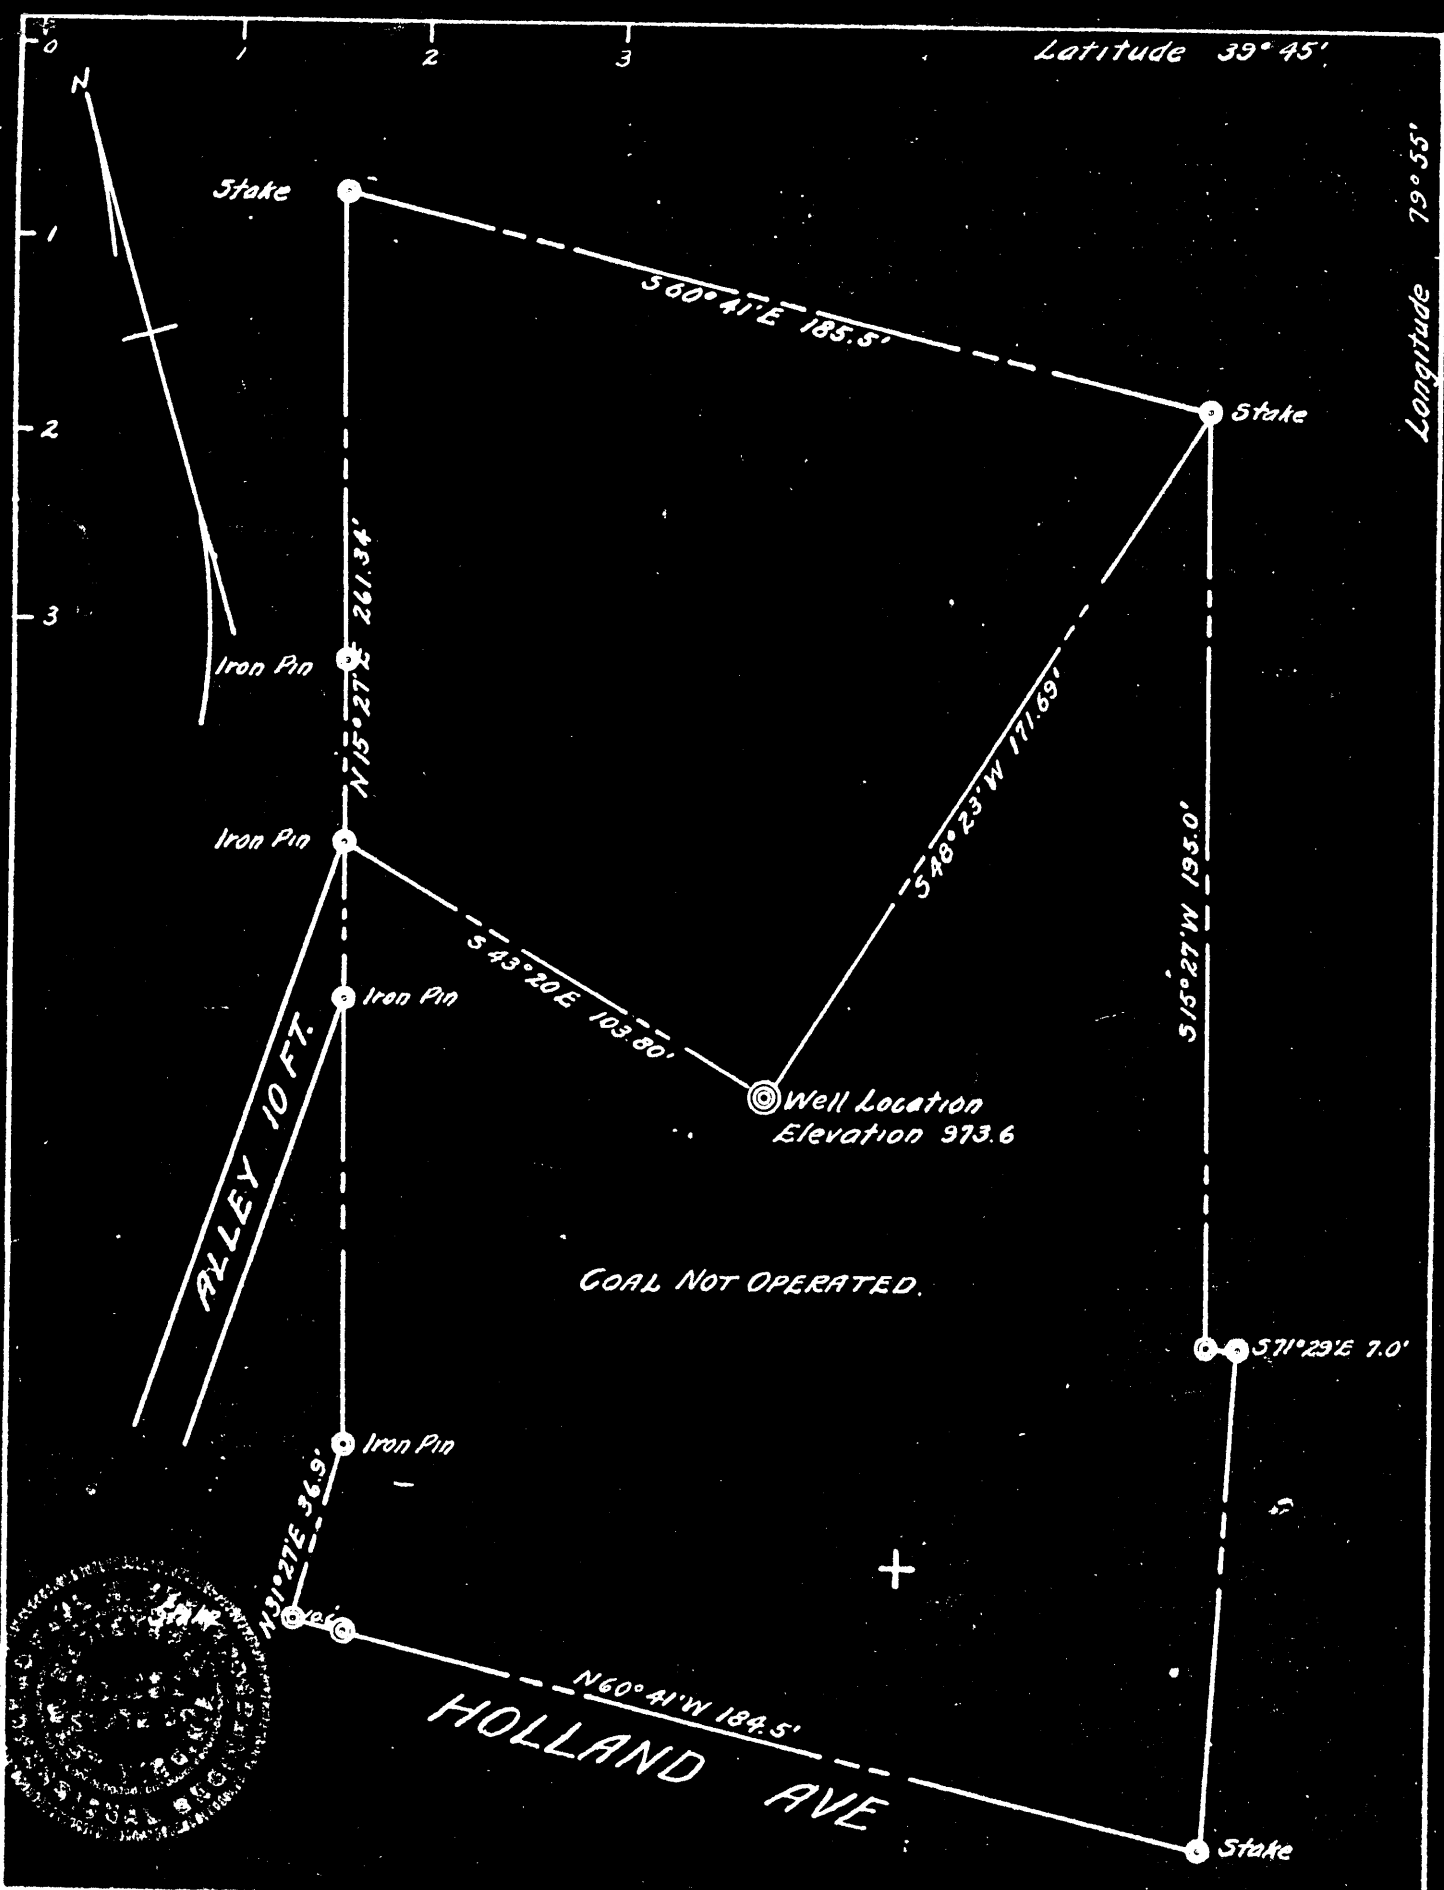 0 1 2 3 Latitude 39° 45'.
N
Longitude 79° 55'
1
2
3
Stake
S 60° 41' E 185.5'
Stake
N 15° 27' E 261.34'
Iron Pin
Iron Pin
Iron Pin
S 48° 23' W 171.69'
S 15° 27' W 195.0'
S 43° 20 E 103.80'
Well Location
Elevation 973.6
ALLEY 10 FT.
COAL NOT OPERATED.
S 71° 29' E 7.0'
Iron Pin
N 31° 27' E 36.9'
N 60° 41' W 184.5'
HOLLAND AVE
Stake